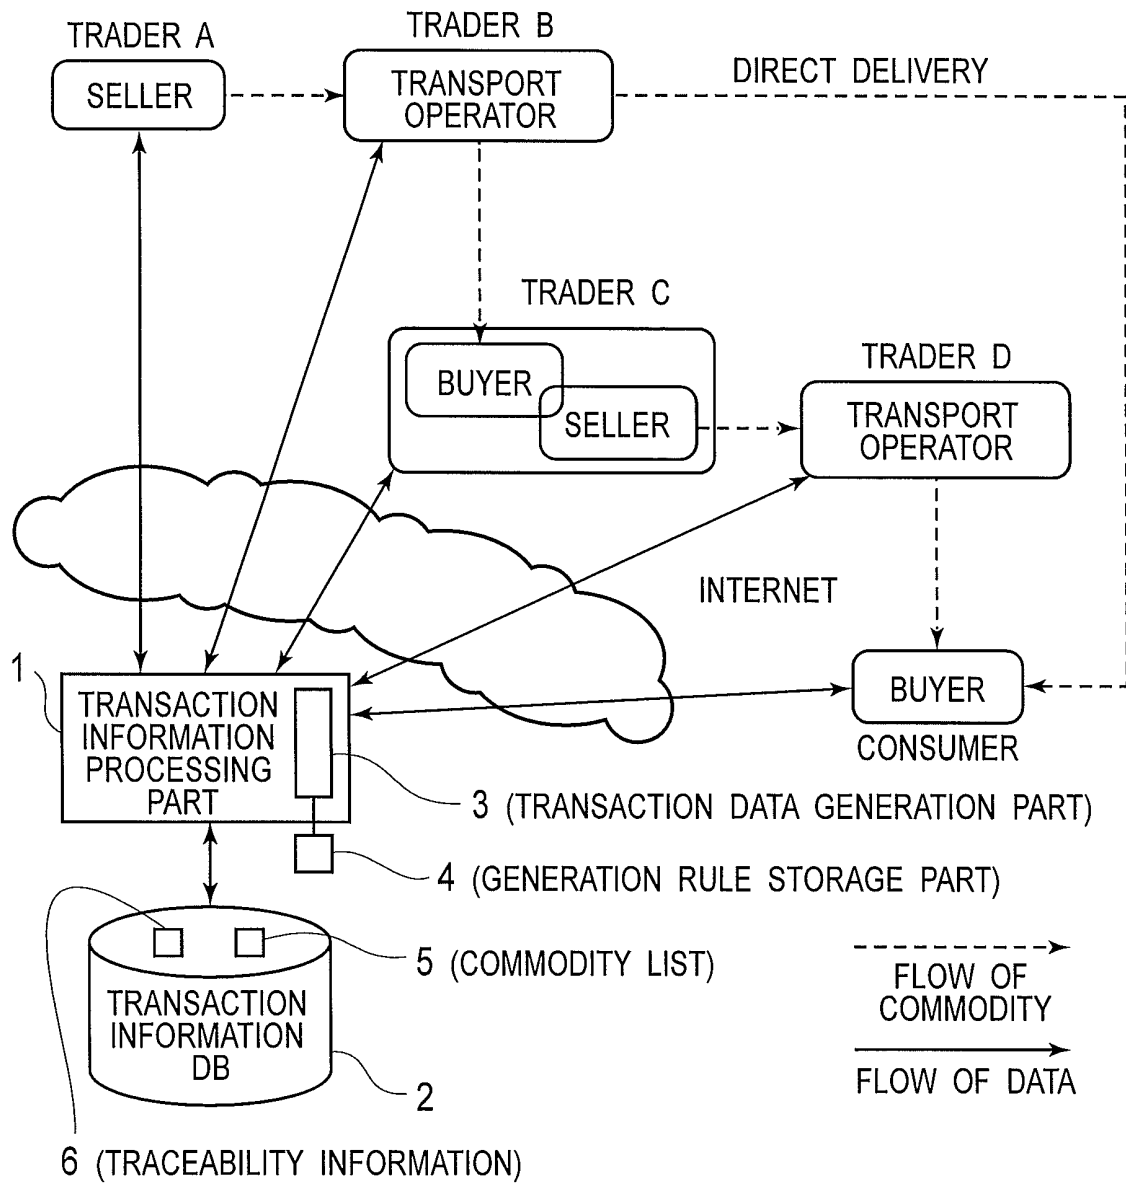 TRADER A
TRADER B
SELLER
TRANSPORT
OPERATOR
DIRECT DELIVERY
TRADER C
BUYER
SELLER
TRADER D
TRANSPORT
OPERATOR
INTERNET
1
TRANSACTION
INFORMATION
PROCESSING
PART
BUYER
CONSUMER
3 (TRANSACTION DATA GENERATION PART)
4 (GENERATION RULE STORAGE PART)
5 (COMMODITY LIST)
TRANSACTION
INFORMATION
DB
2
FLOW OF
COMMODITY
FLOW OF DATA
6 (TRACEABILITY INFORMATION)